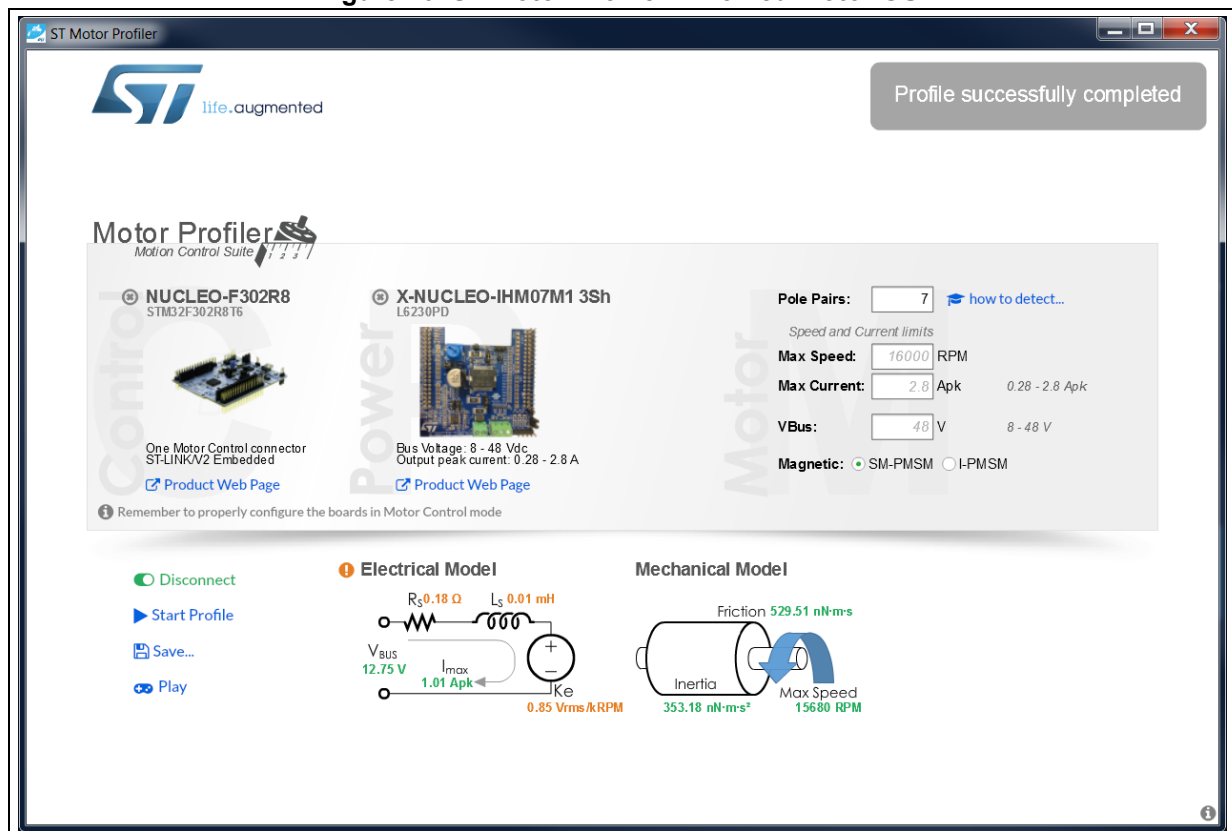 ST Motor Profiler
life.augmented
Profile successfully completed
Motor Profiler
Motion Control Suite
1 2 3
Control
NUCLEO-F302R8
STM32F302R8T6
One Motor Control connector
ST-LINK/V2 Embedded
Product Web Page
Power
X-NUCLEO-IHM07M1 3Sh
L6230PD
Bus Voltage: 8 - 48 Vdc
Output peak current: 0.28 - 2.8 A
Product Web Page
Motor
Pole Pairs: 7 how to detect...
Speed and Current limits
Max Speed: 16000 RPM
Max Current: 2.8 Apk 0.28 - 2.8 Apk
VBus: 48 V 8 - 48 V
Magnetic: SM-PMSM I-PMSM
Remember to properly configure the boards in Motor Control mode
Disconnect
Start Profile
Save...
Play
Electrical Model
RS 0.18 Ω LS 0.01 mH
VBUS
12.75 V
Imax
1.01 Apk
+
−
Ke
0.85 Vrms/kRPM
Mechanical Model
Friction 529.51 nN·m·s
Inertia
353.18 nN·m·s²
Max Speed
15680 RPM